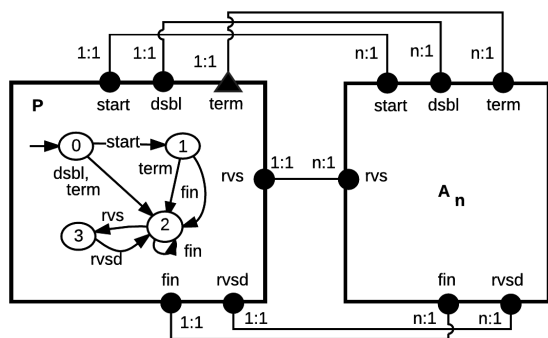 1:1 1:1 1:1 n:1 n:1 n:1
P start dsbl term start dsbl term
0 start 1
dsbl, term
term
fin
rvs 1:1 n:1 rvs
A n
3 rvs 2
rvsd fin
fin rvsd fin rvsd
1:1 1:1 n:1 n:1